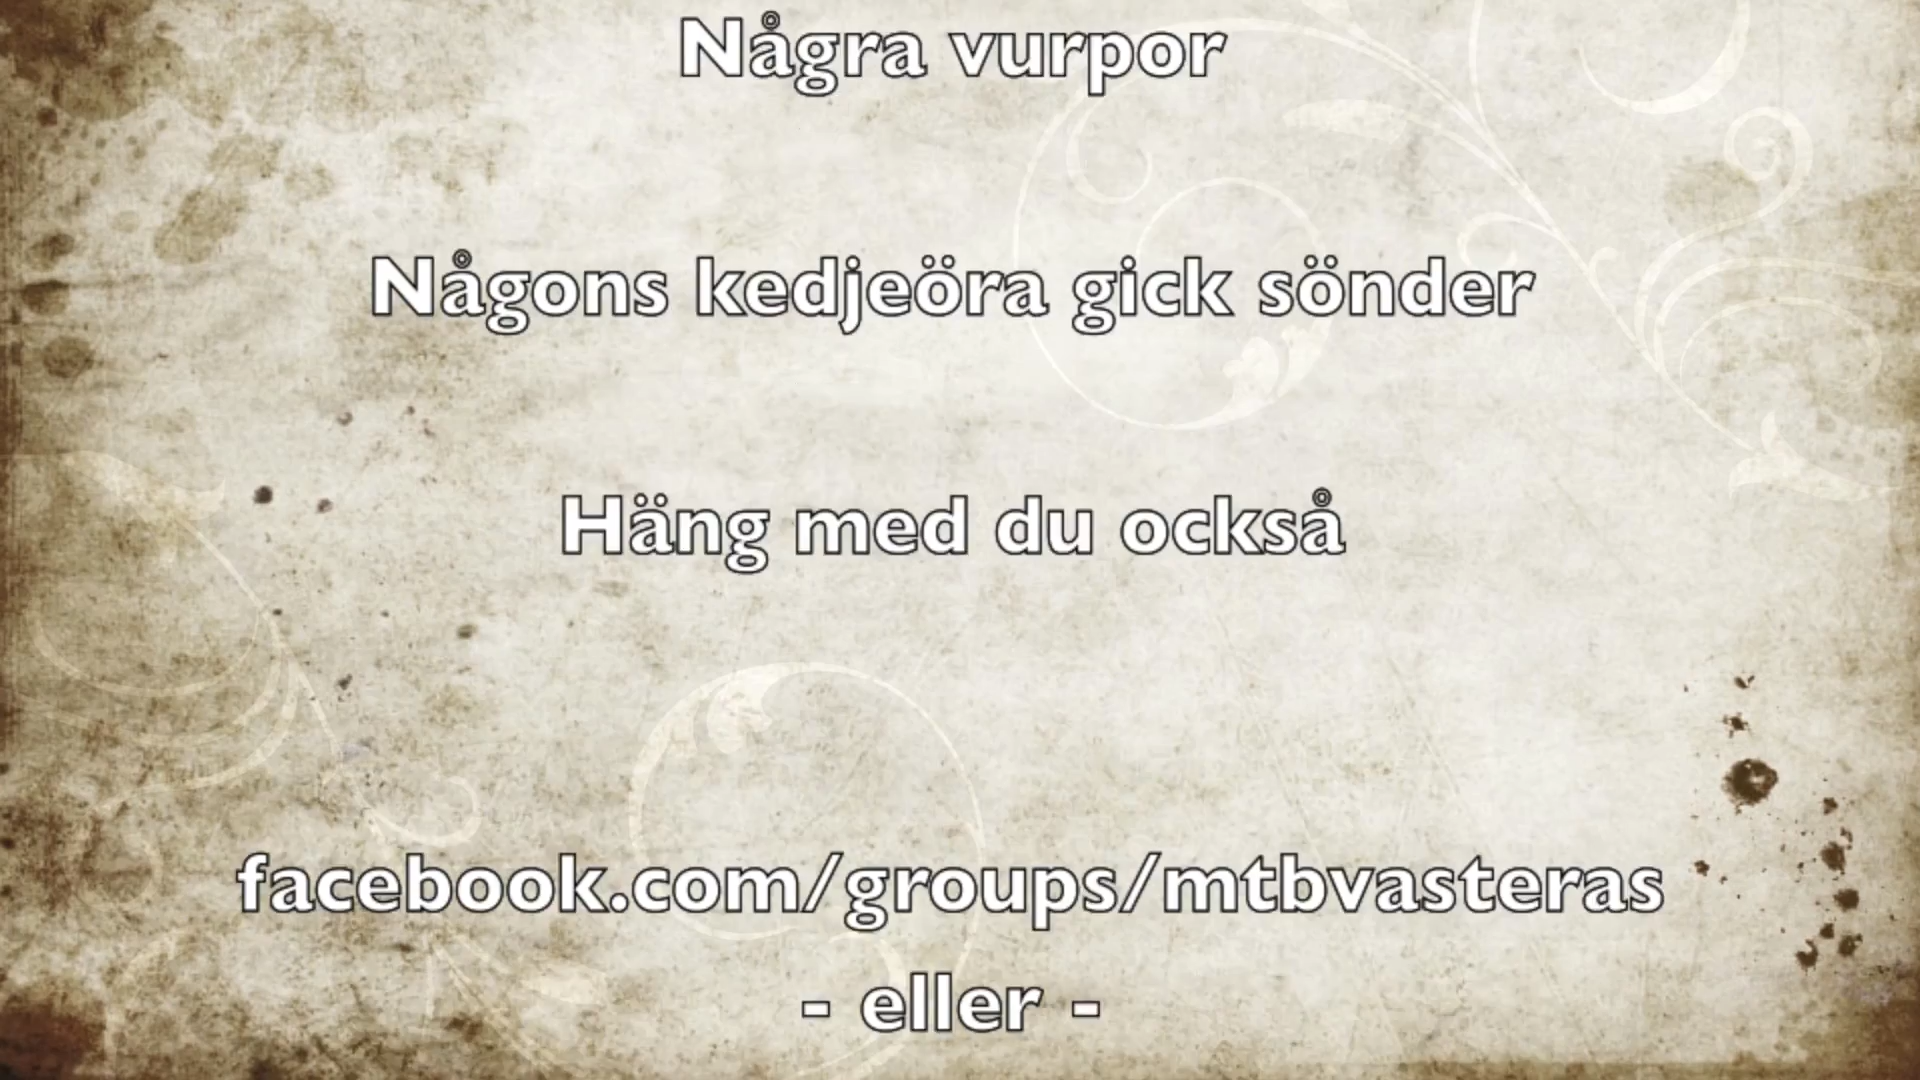 Några vurpor
Någons kedjeöra gick sönder
Häng med du också
facebook.com/groups/mtbvasteras
- eller -